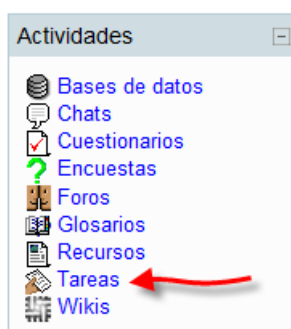 Actividades
Bases de datos
Chats
Cuestionarios
Encuestas
Foros
Glosarios
Recursos
Tareas
Wikis